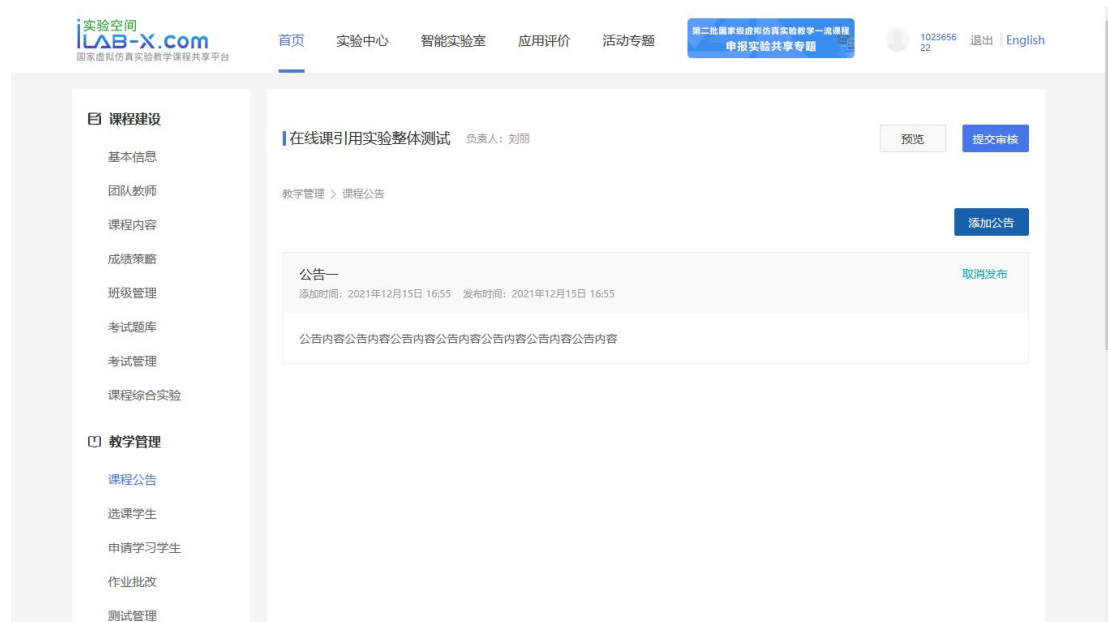 实验空间
iLAB-X.com
国家虚拟仿真实验教学课程共享平台
首页 实验中心 智能实验室 应用评价 活动专题
第二批国家级虚拟仿真实验教学一流课程
申报实验共享专题
1023656
22
退出 English
课程建设
基本信息
团队教师
课程内容
成绩策略
班级管理
考试题库
考试管理
课程综合实验
教学管理
课程公告
选课学生
申请学习学生
作业批改
测试管理
在线课引用实验整体测试 负责人：刘丽
预览 提交审核
教学管理 > 课程公告
添加公告
公告一 取消发布
添加时间：2021年12月15日 16:55 发布时间：2021年12月15日 16:55
公告内容公告内容公告内容公告内容公告内容公告内容公告内容